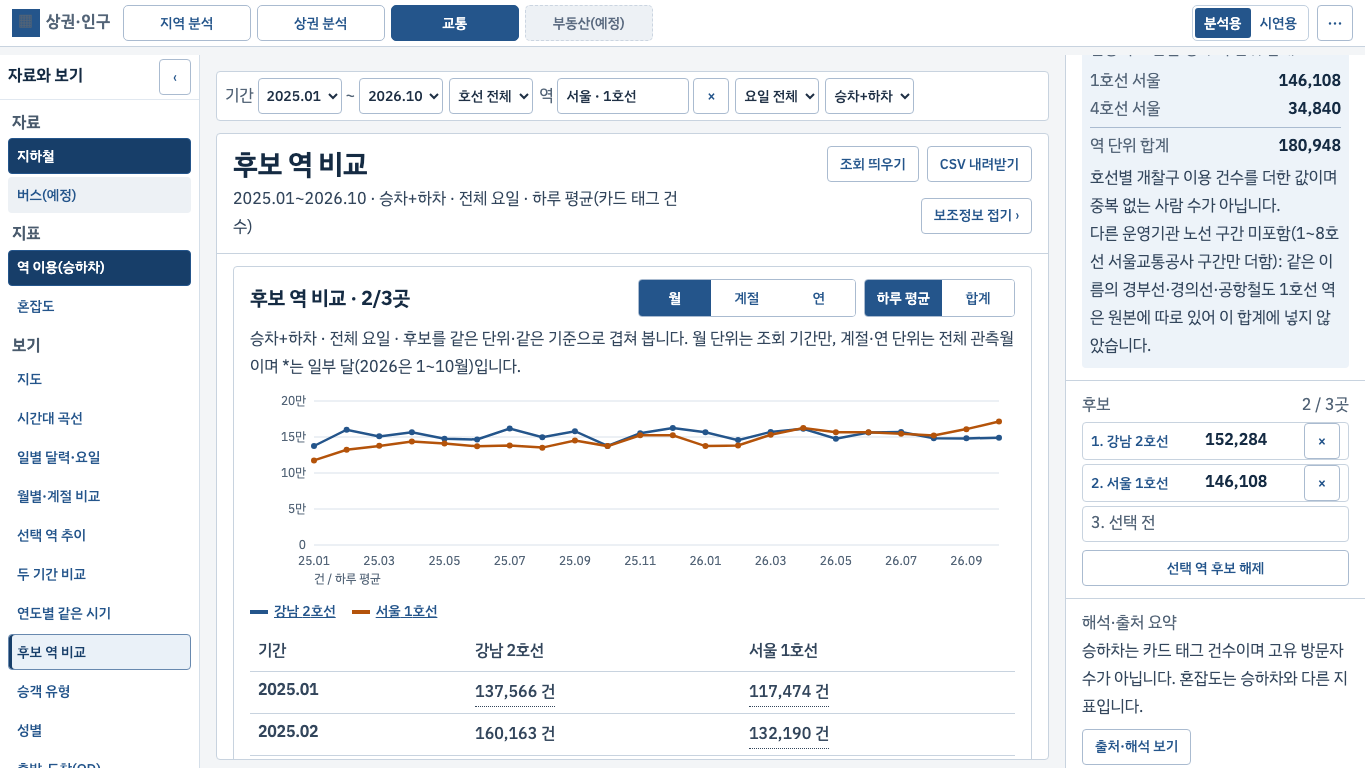 상권·인구
지역 분석
상권 분석
교통
부동산(예정)
분석용
시연용
···
자료와 보기
‹
자료
지하철
버스(예정)
지표
역 이용(승하차)
혼잡도
보기
지도
시간대 곡선
일별 달력·요일
월별·계절 비교
선택 역 추이
두 기간 비교
연도별 같은 시기
후보 역 비교
승객 유형
성별
기간 2025.01 ~ 2026.10 호선 전체 역 서울 · 1호선 × 요일 전체 승차+하차
후보 역 비교
2025.01~2026.10 · 승차+하차 · 전체 요일 · 하루 평균(카드 태그 건
수)
조회 띄우기
CSV 내려받기
보조정보 접기 ›
후보 역 비교 · 2/3곳
월 계절 연
하루 평균 합계
승차+하차 · 전체 요일 · 후보를 같은 단위·같은 기준으로 겹쳐 봅니다. 월 단위는 조회 기간만, 계절·연 단위는 전체 관측월
이며 *는 일부 달(2026은 1~10월)입니다.
20만
15만
10만
5만
0
25.01 25.03 25.05 25.07 25.09 25.11 26.01 26.03 26.05 26.07 26.09
건 / 하루 평균
강남 2호선 서울 1호선
기간 강남 2호선 서울 1호선
2025.01 137,566 건 117,474 건
2025.02 160,163 건 132,190 건
1호선 서울 146,108
4호선 서울 34,840
역 단위 합계 180,948
호선별 개찰구 이용 건수를 더한 값이며
중복 없는 사람 수가 아닙니다.
다른 운영기관 노선 구간 미포함(1~8호
선 서울교통공사 구간만 더함): 같은 이
름의 경부선·경의선·공항철도 1호선 역
은 원본에 따로 있어 이 합계에 넣지 않
았습니다.
후보 2 / 3곳
1. 강남 2호선 152,284 ×
2. 서울 1호선 146,108 ×
3. 선택 전
선택 역 후보 해제
해석·출처 요약
승하차는 카드 태그 건수이며 고유 방문자
수가 아닙니다. 혼잡도는 승하차와 다른 지
표입니다.
출처·해석 보기